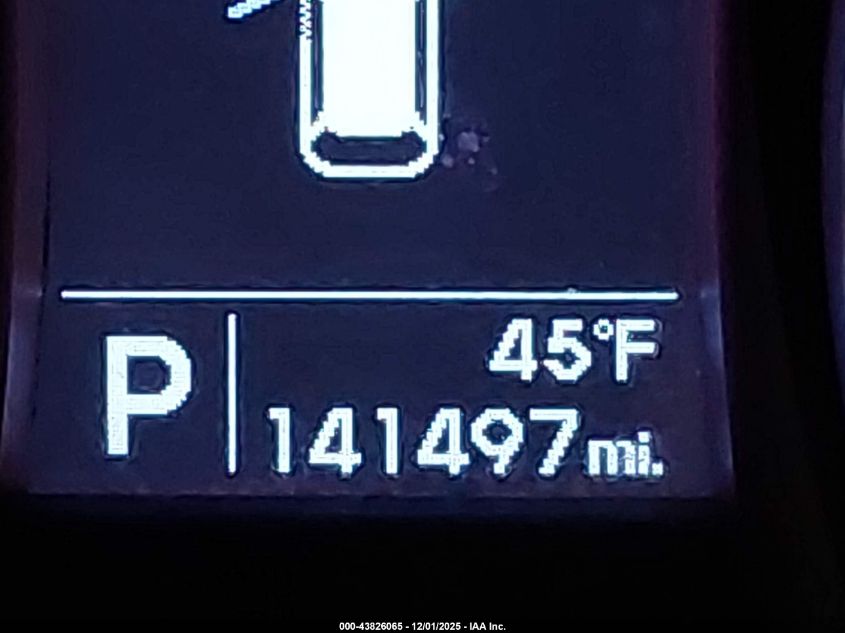 P
45°F
141497 mi.
000-43826065 - 12/01/2025 - IAA Inc.